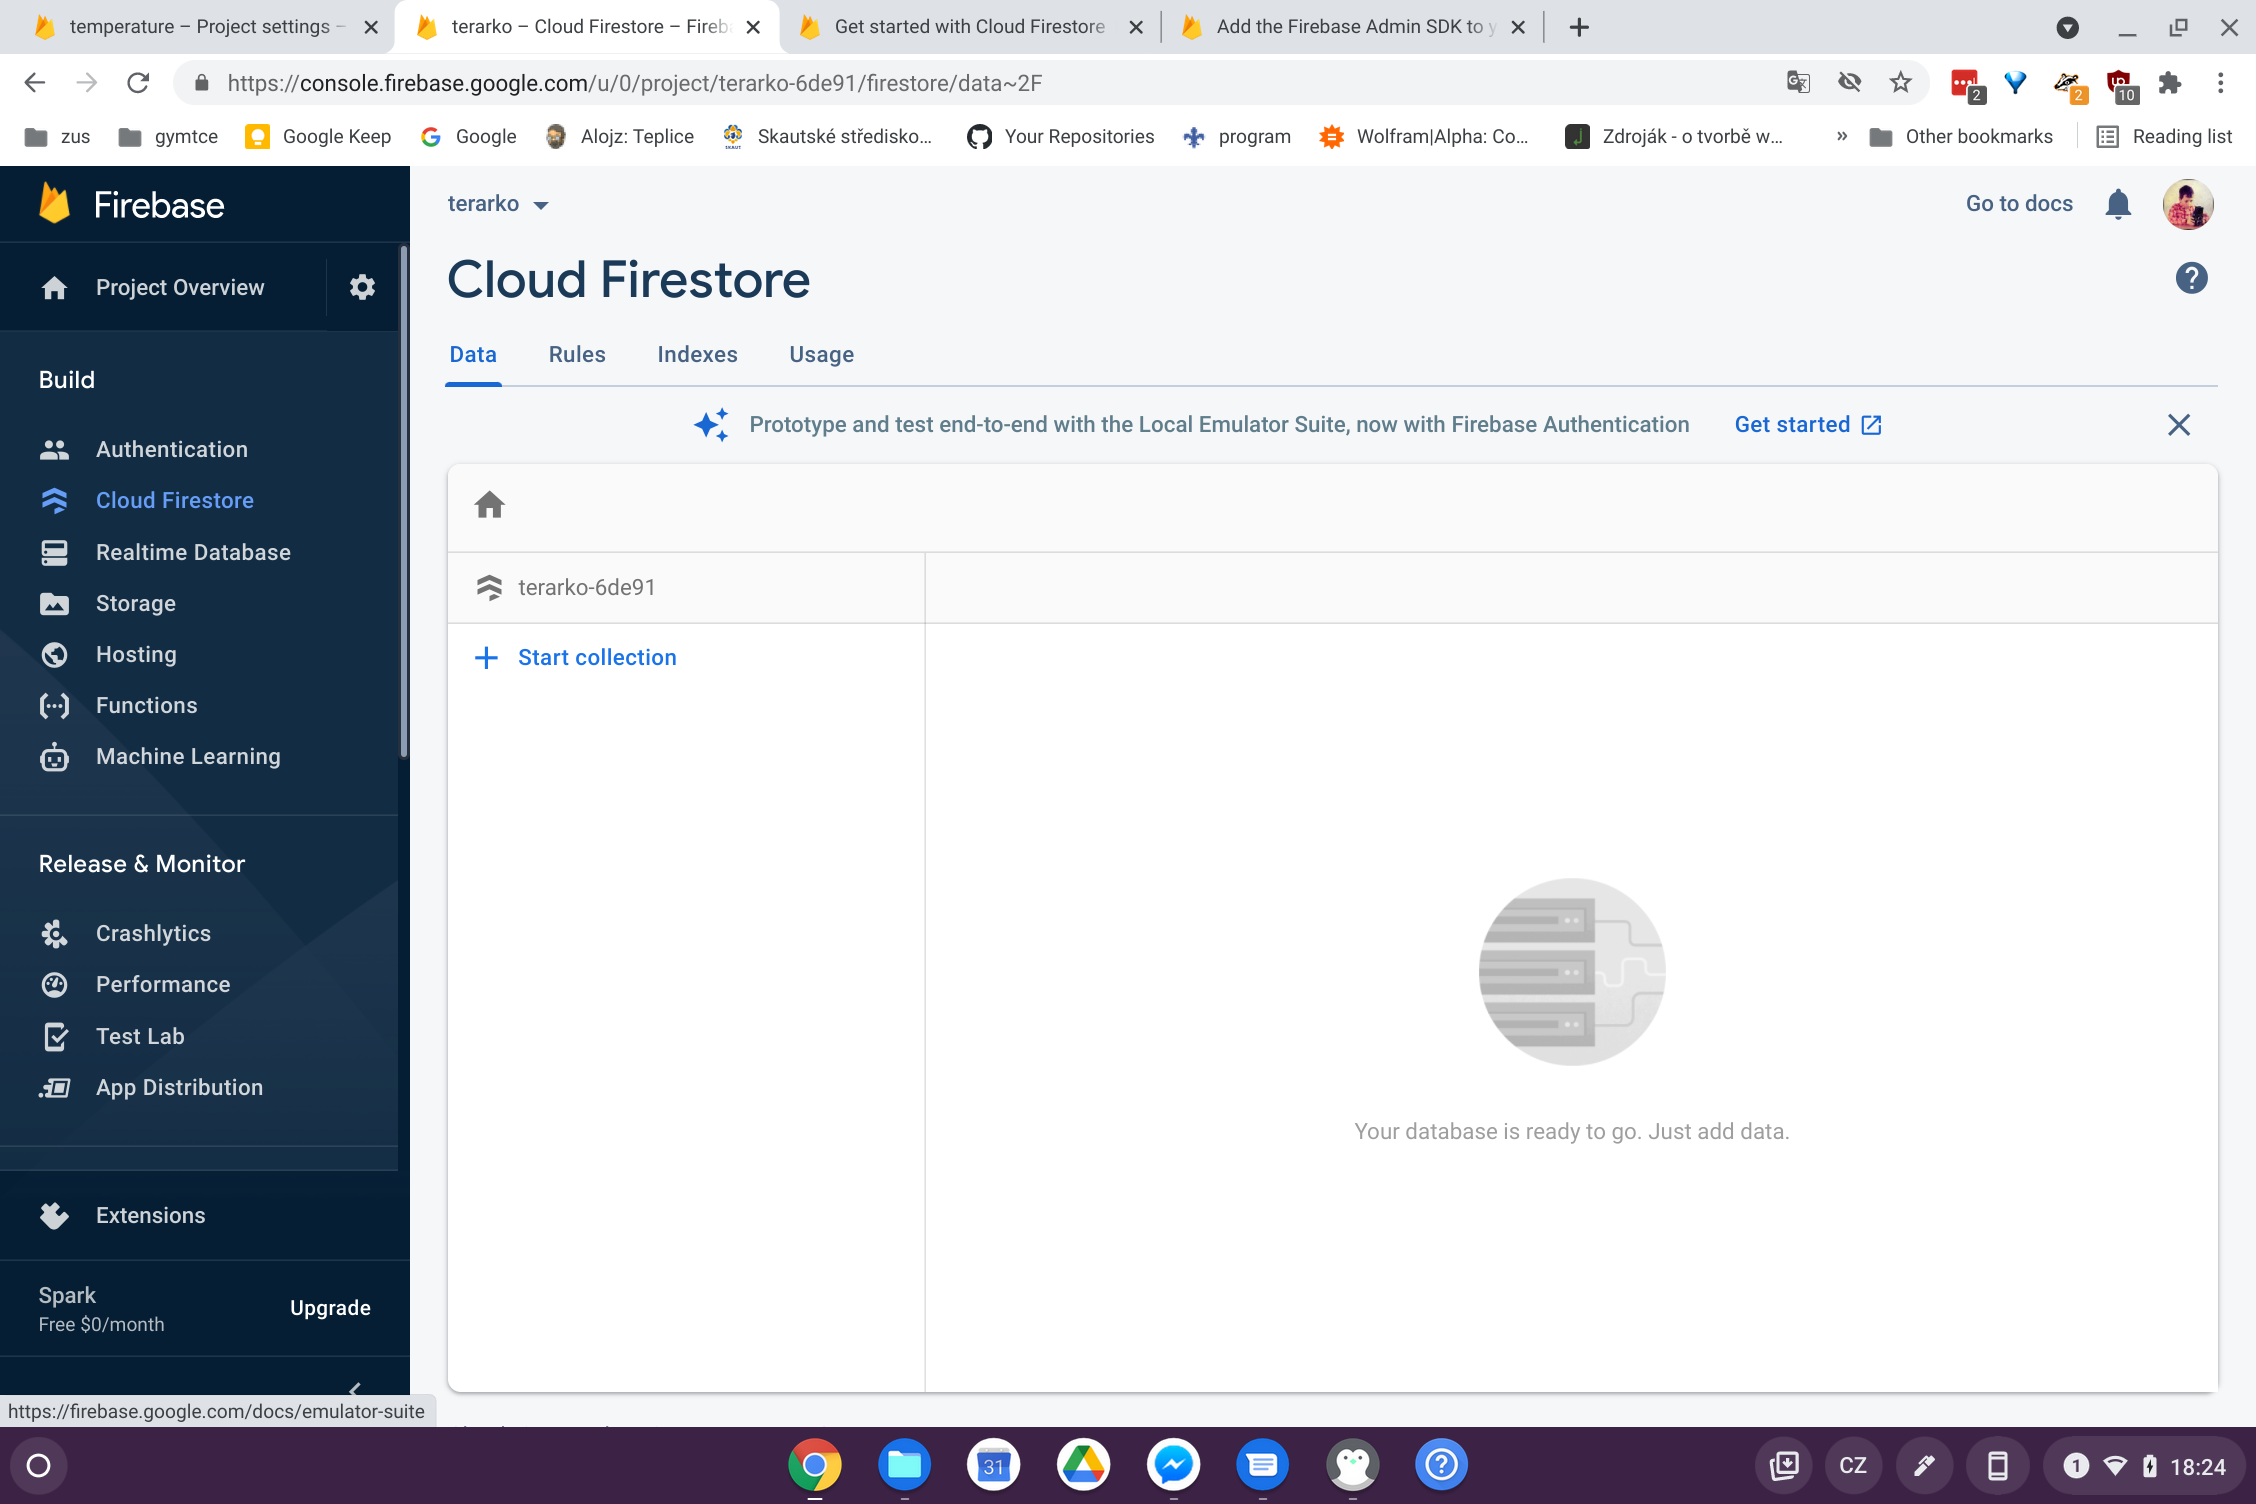 temperature – Project settings –
terarko – Cloud Firestore – Fireb
Get started with Cloud Firestore
Add the Firebase Admin SDK to y
https://console.firebase.google.com/u/0/project/terarko-6de91/firestore/data~2F
2
2
10
zus
gymtce
Google Keep
Google
Alojz: Teplice
Skautské středisko...
Your Repositories
program
Wolfram|Alpha: Co...
Zdroják - o tvorbě w...
»
Other bookmarks
Reading list
Firebase
terarko
Go to docs
Project Overview
Cloud Firestore
Data
Rules
Indexes
Usage
Prototype and test end-to-end with the Local Emulator Suite, now with Firebase Authentication
Get started
Build
Authentication
Cloud Firestore
Realtime Database
Storage
Hosting
Functions
Machine Learning
terarko-6de91
Start collection
Release & Monitor
Crashlytics
Performance
Test Lab
App Distribution
Your database is ready to go. Just add data.
Extensions
Spark
Free $0/month
Upgrade
https://firebase.google.com/docs/emulator-suite
31
CZ
1
18:24